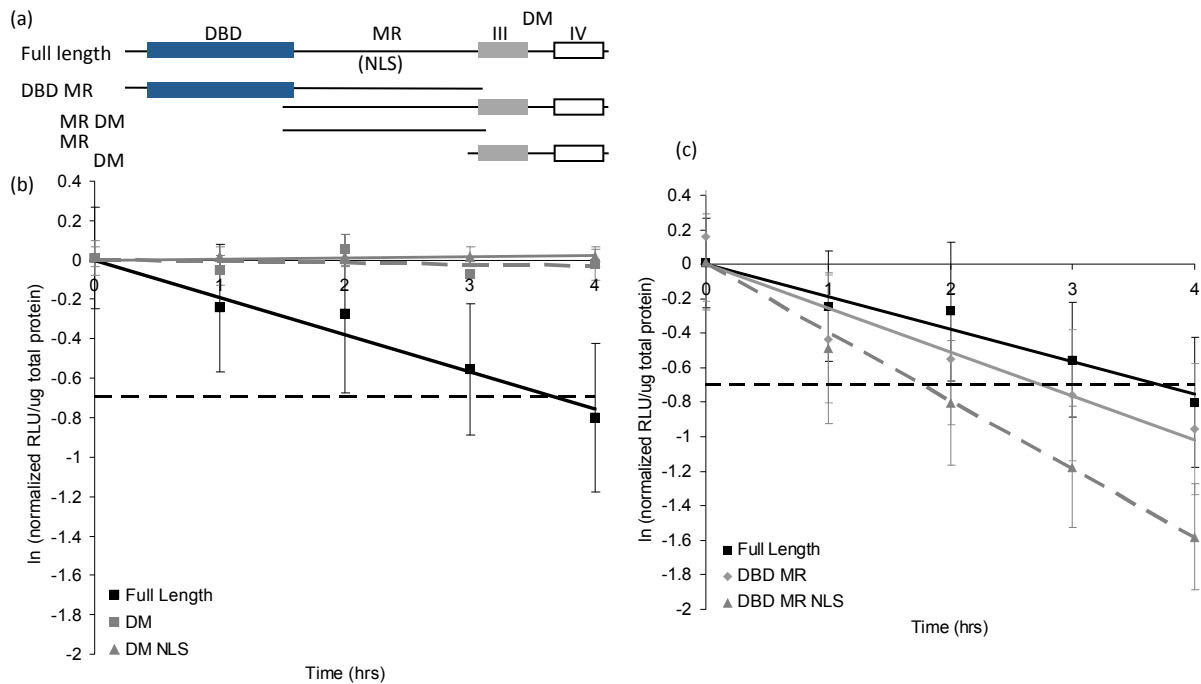 (a)
DM
DBD MR III IV
Full length
(NLS)
DBD MR
MR DM
MR
DM
(b)
(c)
0.4
0.2
0
-0.2
-0.4
-0.6
-0.8
-1
-1.2
-1.4
-1.6
-1.8
-2
0 1 2 3 4
ln (normalized RLU/ug total protein)
Full Length
DM
DM NLS
Time (hrs)
0.4
0.2
0
-0.2
-0.4
-0.6
-0.8
-1
-1.2
-1.4
-1.6
-1.8
-2
0 1 2 3 4
ln (normalized RLU/ug total protein)
Full Length
DBD MR
DBD MR NLS
Time (hrs)